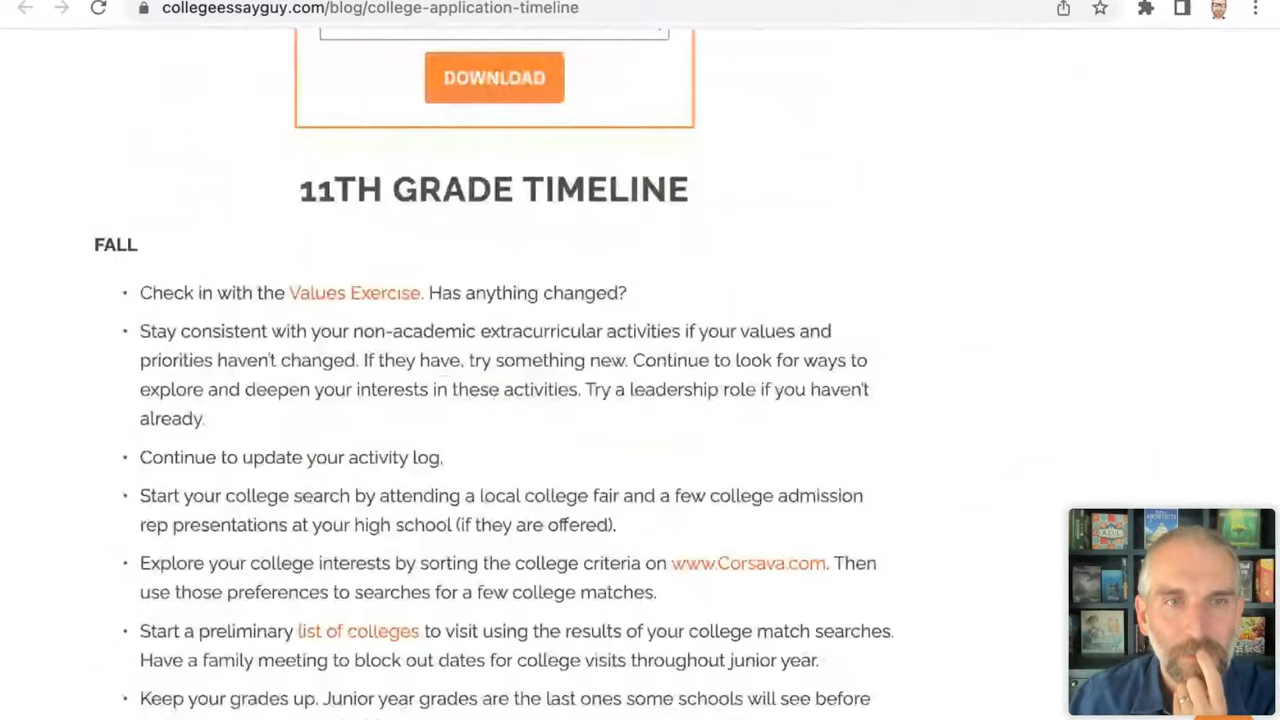 collegeessayguy.com/blog/college-application-timeline
DOWNLOAD
11TH GRADE TIMELINE
FALL
• Check in with the Values Exercise. Has anything changed?
• Stay consistent with your non-academic extracurricular activities if your values and
priorities haven't changed. If they have, try something new. Continue to look for ways to
explore and deepen your interests in these activities. Try a leadership role if you haven't
already.
• Continue to update your activity log.
• Start your college search by attending a local college fair and a few college admission
rep presentations at your high school (if they are offered).
• Explore your college interests by sorting the college criteria on www.Corsava.com. Then
use those preferences to searches for a few college matches.
• Start a preliminary list of colleges to visit using the results of your college match searches.
Have a family meeting to block out dates for college visits throughout junior year.
• Keep your grades up. Junior year grades are the last ones some schools will see before
ARCHITECTS
AZUL